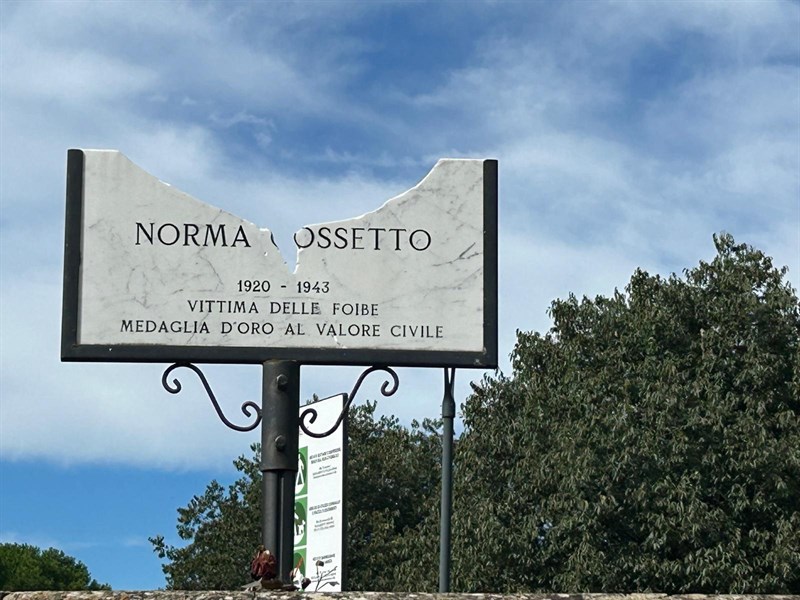 NORMA COSSETTO
1920 - 1943
VITTIMA DELLE FOIBE
MEDAGLIA D'ORO AL VALORE CIVILE